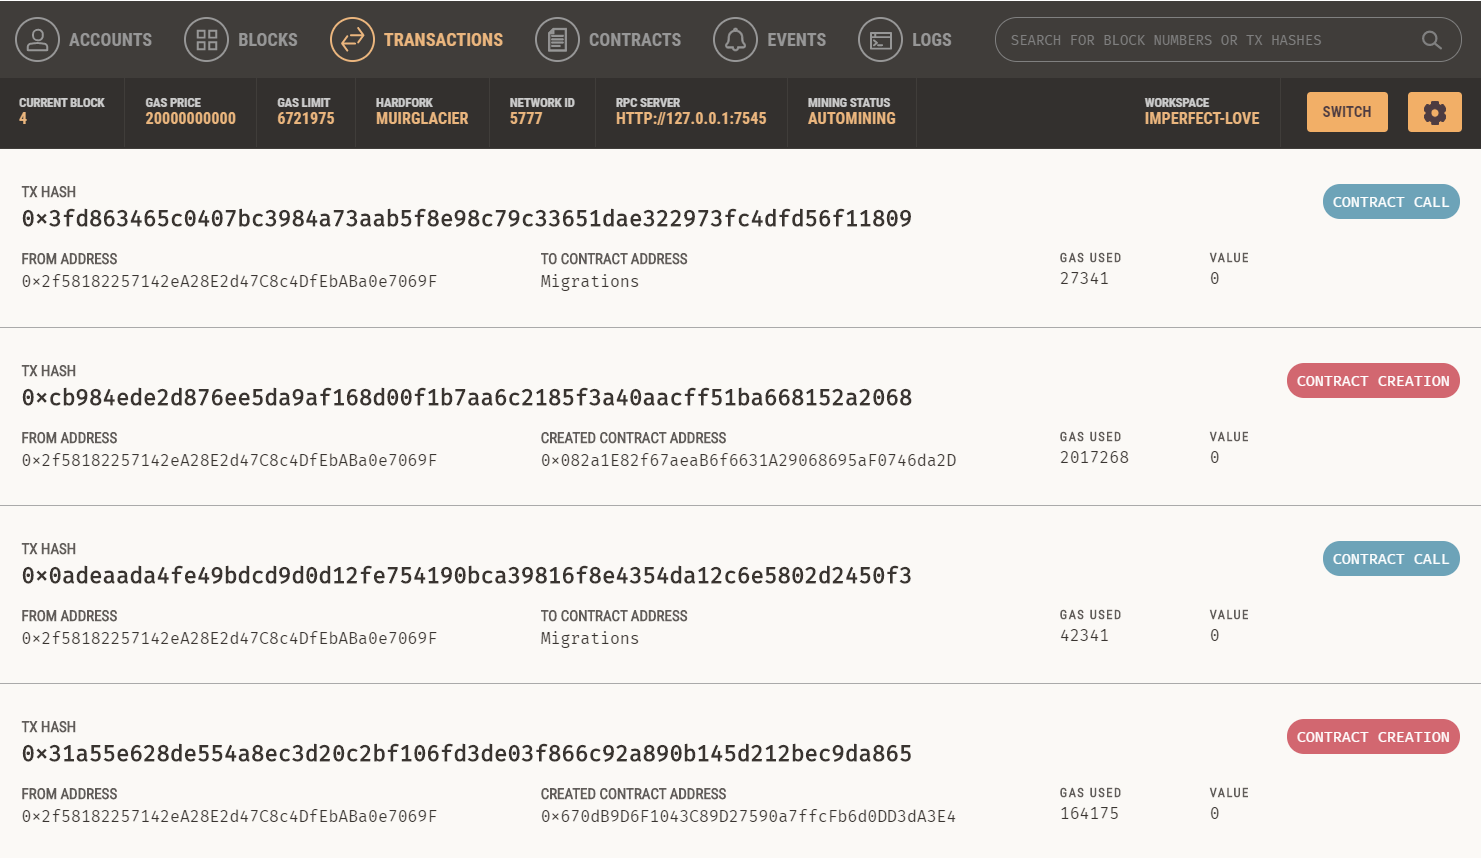 ACCOUNTS BLOCKS TRANSACTIONS CONTRACTS EVENTS LOGS SEARCH FOR BLOCK NUMBERS OR TX HASHES
CURRENT BLOCK GAS PRICE GAS LIMIT HARDFORK NETWORK ID RPC SERVER MINING STATUS WORKSPACE
4 20000000000 6721975 MUIRGLACIER 5777 HTTP://127.0.0.1:7545 AUTOMINING IMPERFECT-LOVE SWITCH
TX HASH
0×3fd863465c0407bc3984a73aab5f8e98c79c33651dae322973fc4dfd56f11809 CONTRACT CALL
FROM ADDRESS TO CONTRACT ADDRESS GAS USED VALUE
0×2f58182257142eA28E2d47C8c4DfEbABa0e7069F Migrations 27341 0
TX HASH
0×cb984ede2d876ee5da9af168d00f1b7aa6c2185f3a40aacff51ba668152a2068 CONTRACT CREATION
FROM ADDRESS CREATED CONTRACT ADDRESS GAS USED VALUE
0×2f58182257142eA28E2d47C8c4DfEbABa0e7069F 0×082a1E82f67aeaB6f6631A29068695aF0746da2D 2017268 0
TX HASH
0×0adeaada4fe49bdcd9d0d12fe754190bca39816f8e4354da12c6e5802d2450f3 CONTRACT CALL
FROM ADDRESS TO CONTRACT ADDRESS GAS USED VALUE
0×2f58182257142eA28E2d47C8c4DfEbABa0e7069F Migrations 42341 0
TX HASH
0×31a55e628de554a8ec3d20c2bf106fd3de03f866c92a890b145d212bec9da865 CONTRACT CREATION
FROM ADDRESS CREATED CONTRACT ADDRESS GAS USED VALUE
0×2f58182257142eA28E2d47C8c4DfEbABa0e7069F 0×670dB9D6F1043C89D27590a7ffcFb6d0DD3dA3E4 164175 0